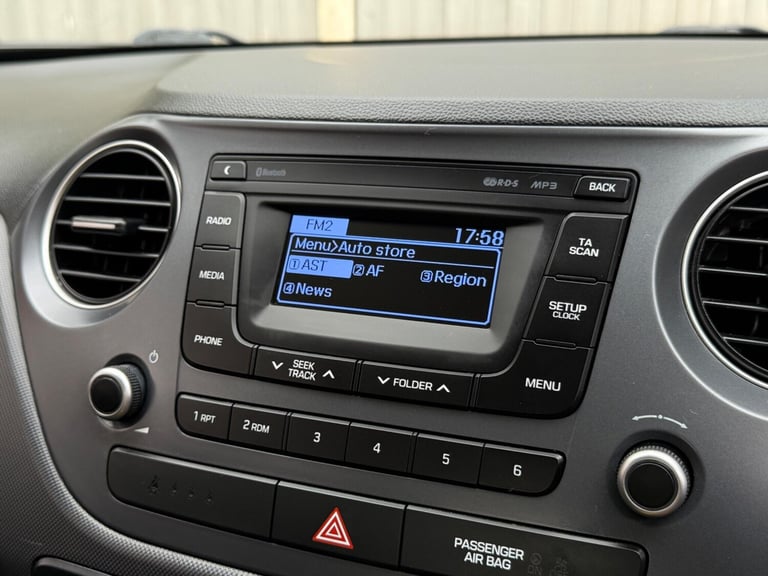 Bluetooth
R·D·S MP3
BACK
RADIO
FM2
17:58
TA
SCAN
Menu>Auto store
①AST ②AF ③Region
④News
MEDIA
SETUP
CLOCK
PHONE
SEEK
TRACK
FOLDER
MENU
1 RPT
2 RDM
3
4
5
6
PASSENGER
AIR BAG